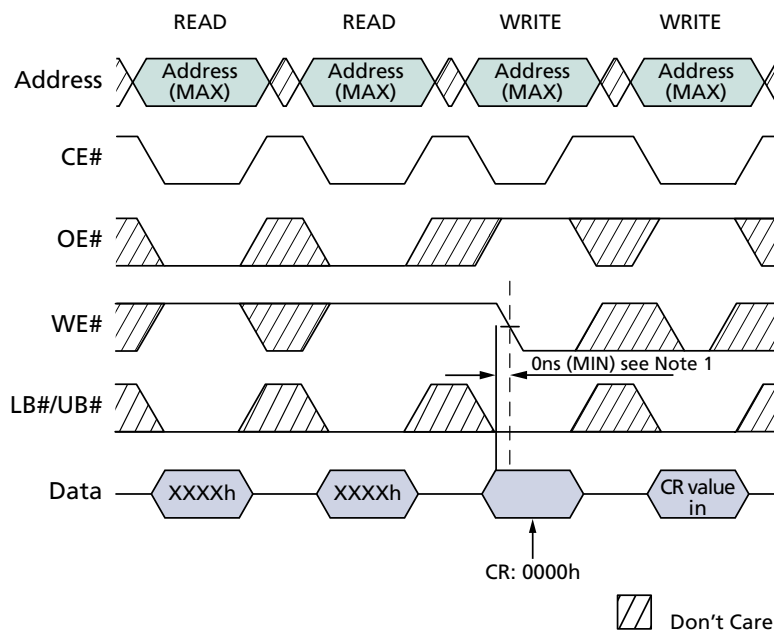 READ READ WRITE WRITE
Address
Address
(MAX)
Address
(MAX)
Address
(MAX)
Address
(MAX)
CE#
OE#
WE#
0ns (MIN) see Note 1
LB#/UB#
Data
XXXXh
XXXXh
CR value
in
CR: 0000h
Don't Care